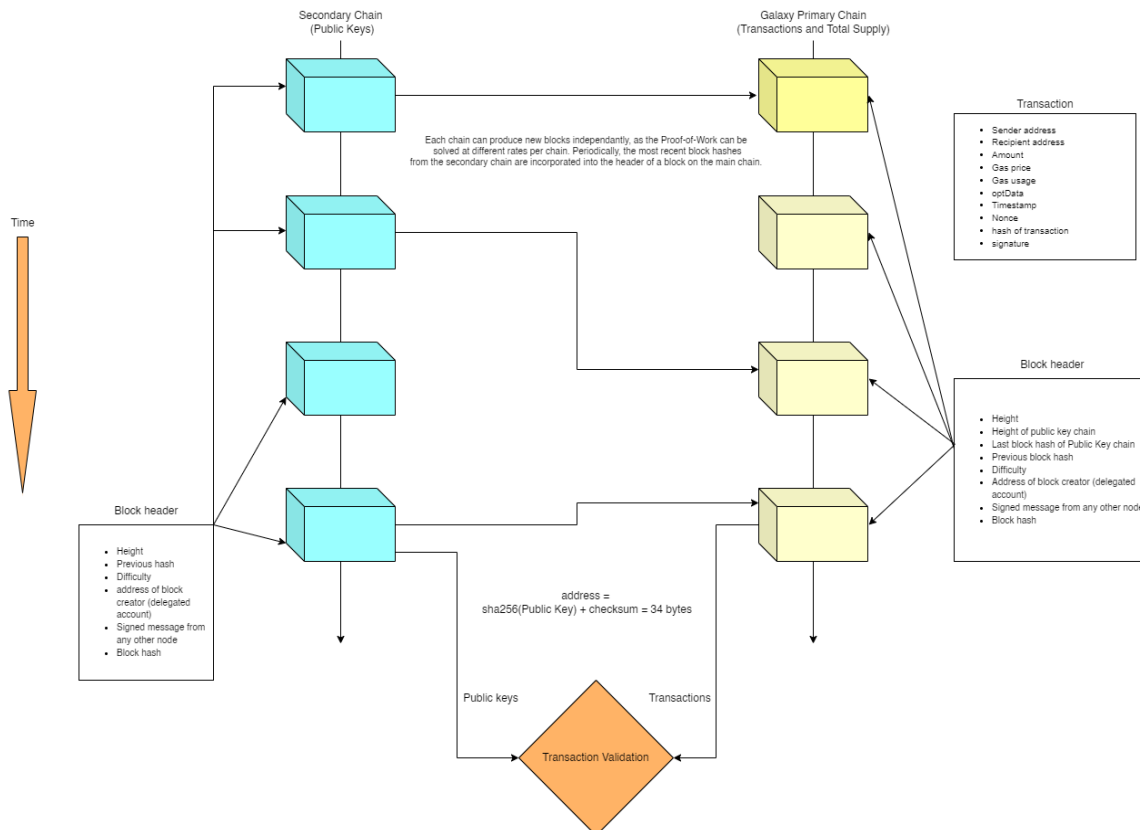 Secondary Chain
(Public Keys)
Galaxy Primary Chain
(Transactions and Total Supply)
Each chain can produce new blocks independently, as the Proof-of-Work can be
solved at different rates per chain. Periodically, the most recent block hashes
from the secondary chain are incorporated into the header of a block on the main chain.
Transaction
Sender address
Recipient address
Amount
Gas price
Gas usage
optData
Timestamp
Nonce
hash of transaction
signature
Time
Block header
Height
Height of public key chain
Last block hash of Public Key chain
Previous block hash
Difficulty
Address of block creator (delegated
account)
Signed message from any other node
Block hash
Block header
Height
Previous hash
Difficulty
address of block
creator (delegated
account)
Signed message from
any other node
Block hash
address =
sha256(Public Key) + checksum = 34 bytes
Public keys
Transactions
Transaction Validation